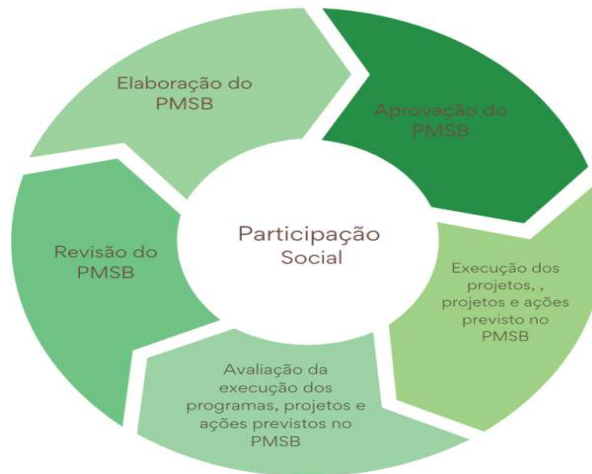 Elaboração do
PMSB
Aprovação do
PMSB
Participação
Social
Revisão do
PMSB
Execução dos
projetos, ,
projetos e ações
previsto no
PMSB
Avaliação da
execução dos
programas, projetos e
ações previstos no
PMSB